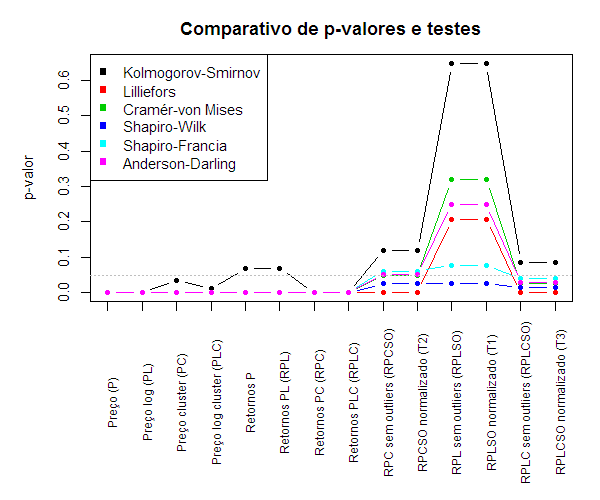 Comparativo de p-valores e testes
Kolmogorov-Smirnov
Lilliefors
Cramér-von Mises
Shapiro-Wilk
Shapiro-Francia
Anderson-Darling
p-valor
0.6
0.5
0.4
0.3
0.2
0.1
0.0
Preço (P)
Preço log (PL)
Preço cluster (PC)
Preço log cluster (PLC)
Retornos P
Retornos PL (RPL)
Retornos PC (RPC)
Retornos PLC (RPLC)
RPC sem outliers (RPCSO)
RPCSO normalizado (T2)
RPL sem outliers (RPLSO)
RPLSO normalizado (T1)
RPLC sem outliers (RPLCSO)
RPLCSO normalizado (T3)